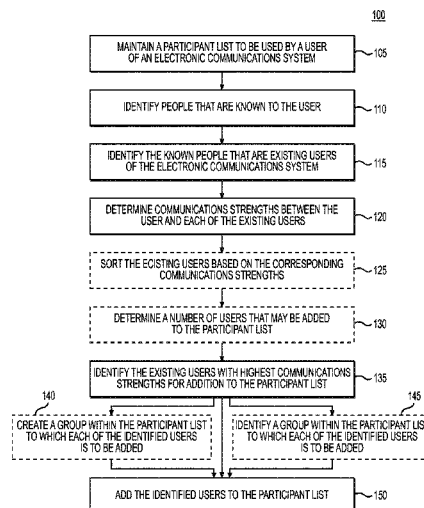 100
MAINTAIN A PARTICIPANT LIST TO BE USED BY A USER
OF AN ELECTRONIC COMMUNICATIONS SYSTEM
105
IDENTIFY PEOPLE THAT ARE KNOWN TO THE USER
110
IDENTIFY THE KNOWN PEOPLE THAT ARE EXISTING USERS
OF THE ELECTRONIC COMMUNICATIONS SYSTEM
115
DETERMINE COMMUNICATIONS STRENGTHS BETWEEN THE
USER AND EACH OF THE EXISTING USERS
120
SORT THE ECISTING USERS BASED ON THE CORRESPONDING
COMMUNICATIONS STRENGTHS
125
DETERMINE A NUMBER OF USERS THAT MAY BE ADDED
TO THE PARTICIPANT LIST
130
IDENTIFY THE EXISTING USERS WITH HIGHEST COMMUNICATIONS
STRENGTHS FOR ADDITION TO THE PARTICIPANT LIST
135
140
CREATE A GROUP WITHIN THE PARTICIPANT LIST
TO WHICH EACH OF THE IDENTIFIED USERS
IS TO BE ADDED
145
IDENTIFY A GROUP WITHIN THE PARTICIPANT LIST
TO WHICH EACH OF THE IDENTIFIED USERS
IS TO BE ADDED
ADD THE IDENTIFIED USERS TO THE PARTICIPANT LIST
150